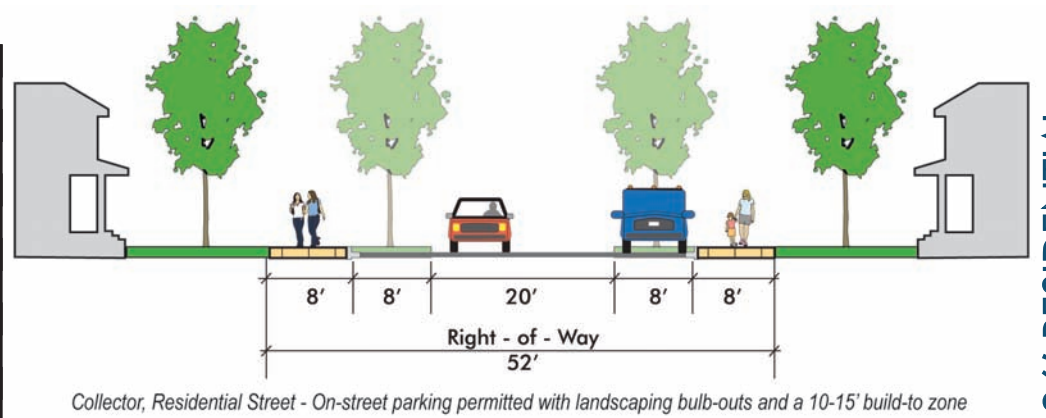 8′ 8′ 20′ 8′ 8′
Right - of - Way
52′
Collector, Residential Street - On-street parking permitted with landscaping bulb-outs and a 10-15’ build-to zone